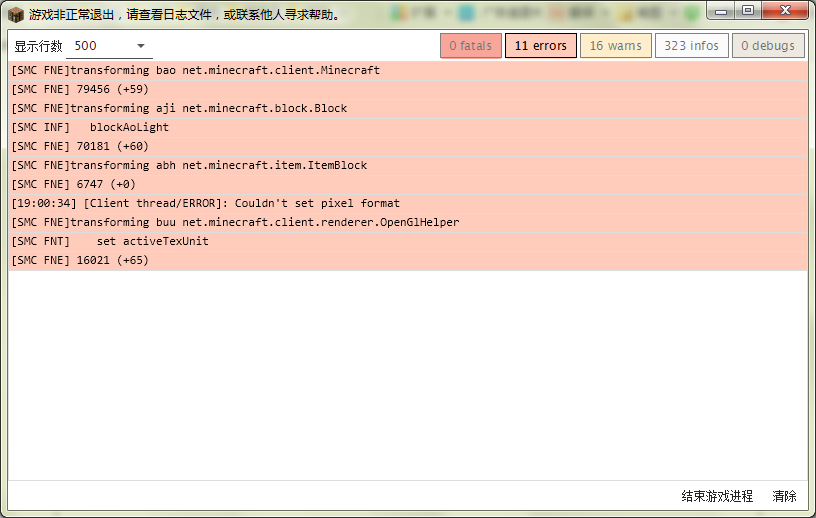 游戏非正常退出，请查看日志文件，或联系他人寻求帮助。
显示行数 500 0 fatals 11 errors 16 warns 323 infos 0 debugs
[SMC FNE]transforming bao net.minecraft.client.Minecraft
[SMC FNE] 79456 (+59)
[SMC FNE]transforming aji net.minecraft.block.Block
[SMC INF]   blockAoLight
[SMC FNE] 70181 (+60)
[SMC FNE]transforming abh net.minecraft.item.ItemBlock
[SMC FNE] 6747 (+0)
[19:00:34] [Client thread/ERROR]: Couldn't set pixel format
[SMC FNE]transforming buu net.minecraft.client.renderer.OpenGlHelper
[SMC FNT]    set activeTexUnit
[SMC FNE] 16021 (+65)
结束游戏进程 清除